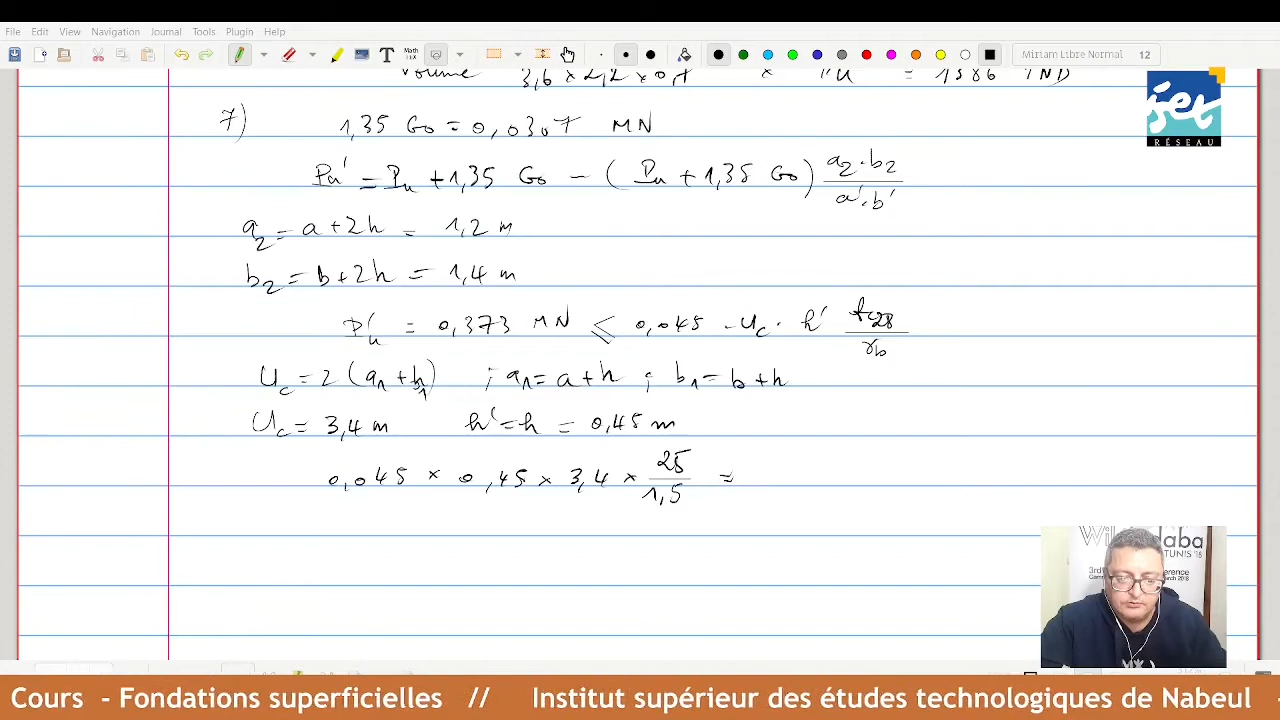 File Edit View Navigation Journal Tools Plugin Help
Miriam Libre Normal 12
Volume 3,6 × 2,2 × 0,7 × = 1386 TND
7) 1,35 G0 = 0,0307 MN
Pu' = Pu + 1,35 G0 - (Pu + 1,35 G0) a2·b2 / a'·b'
a2 = a + 2h = 1,2 m
b2 = b + 2h = 1,4 m
Pu' = 0,373 MN ≤ 0,045 · Uc · h' fc28 / γb
Uc = 2 (a1 + b1) ; a1 = a + h ; b1 = b + h
Uc = 3,4 m h' = h = 0,45 m
0,045 × 0,45 × 3,4 × 25 / 1,5 =
iset
RÉSEAU
TUNIS '18
Cours - Fondations superficielles // Institut supérieur des études technologiques de Nabeul